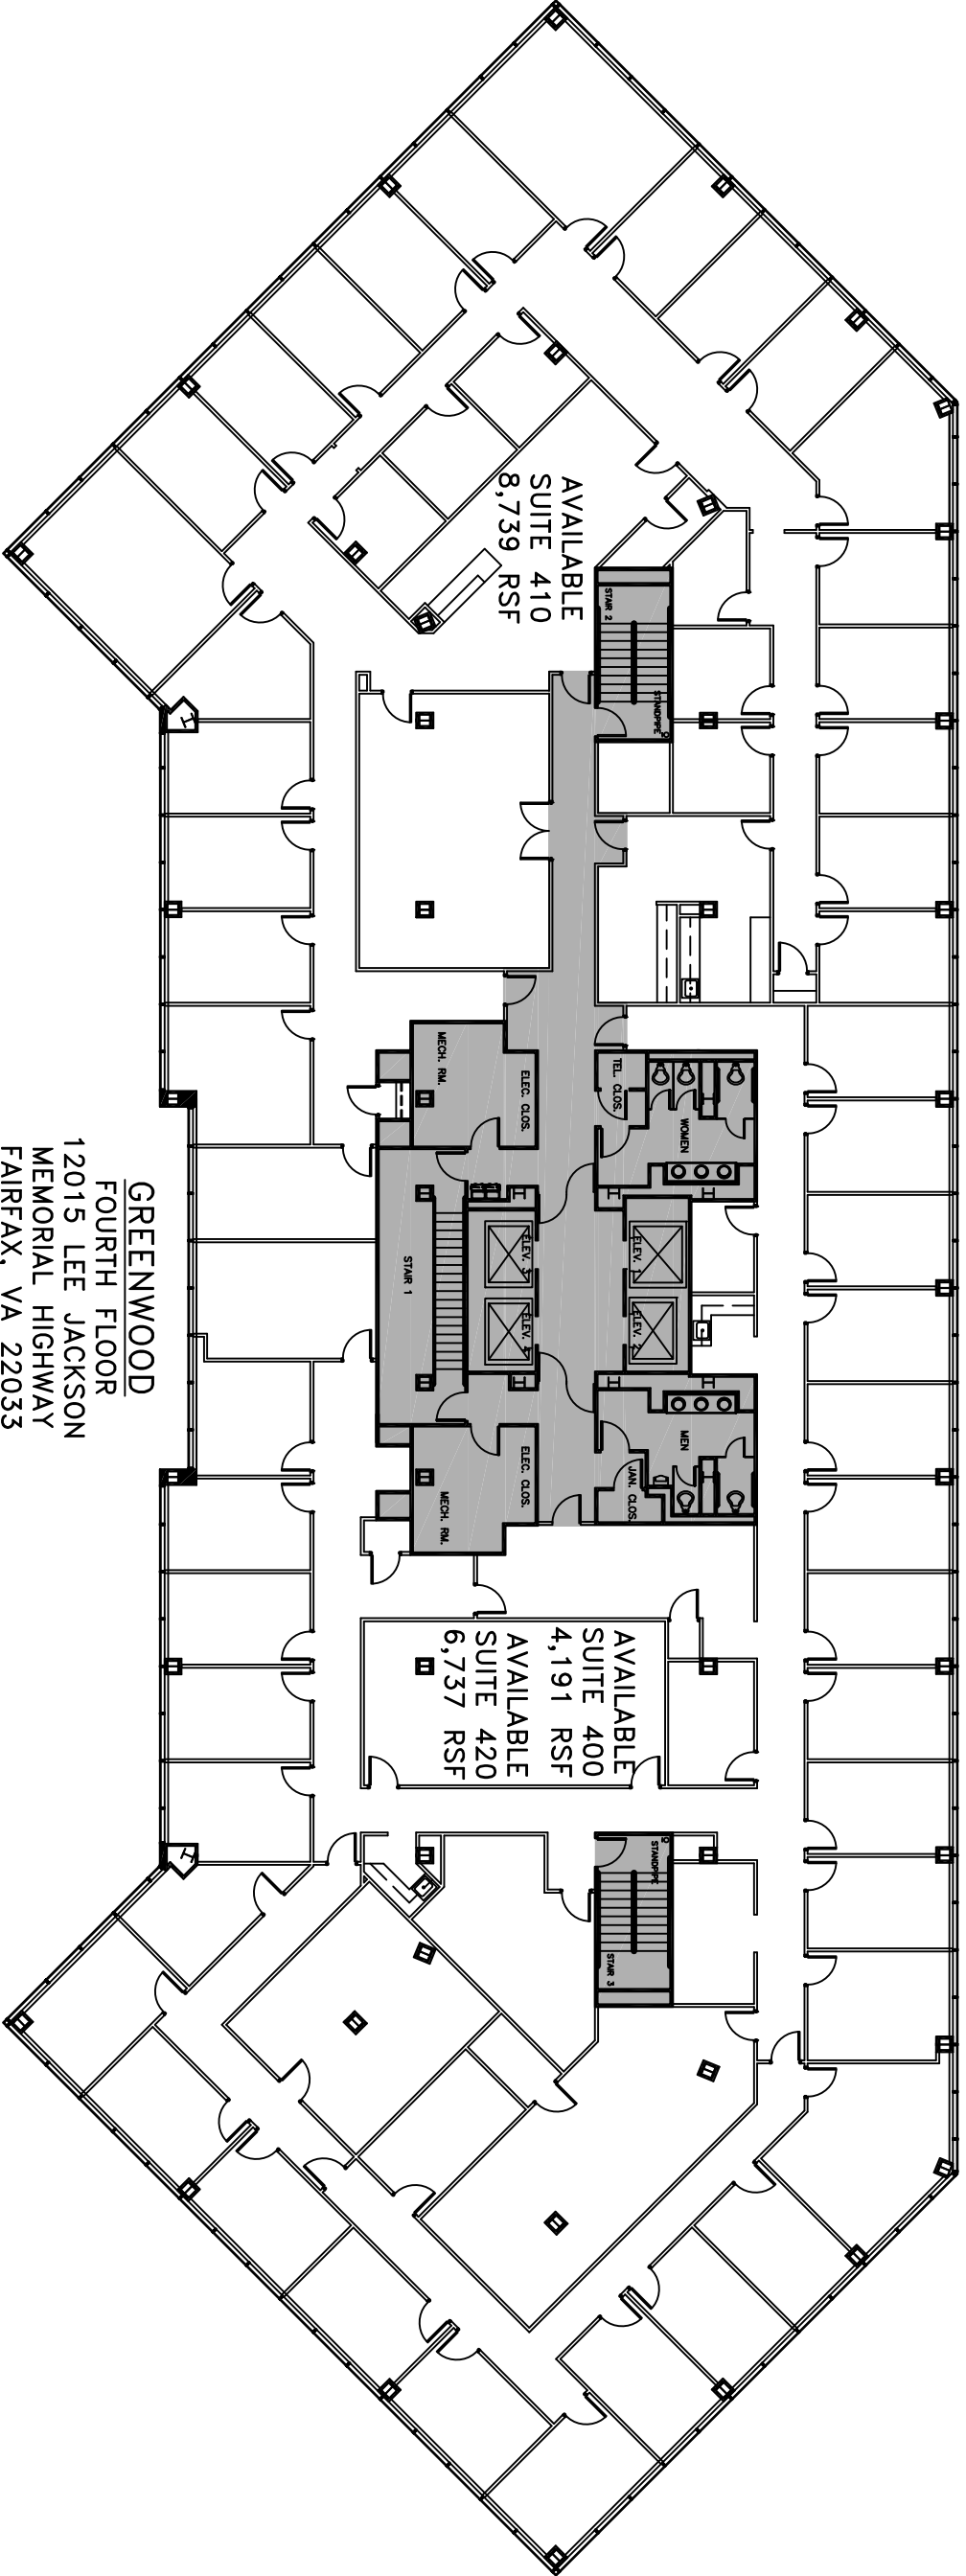 AVAILABLE
SUITE 410
8,739 RSF
STAIR 2
STANDPIPE
MECH. RM.
ELEC. CLOS.
TEL. CLOS.
WOMEN
STAIR 1
ELEV. 3
ELEV. 4
ELEV. 1
ELEV. 2
MECH. RM.
ELEC. CLOS.
JAN. CLOS.
MEN
AVAILABLE
SUITE 400
4,191 RSF
AVAILABLE
SUITE 420
6,737 RSF
STANDPIPE
STAIR 3
GREENWOOD
FOURTH FLOOR
12015 LEE JACKSON
MEMORIAL HIGHWAY
FAIRFAX, VA 22033